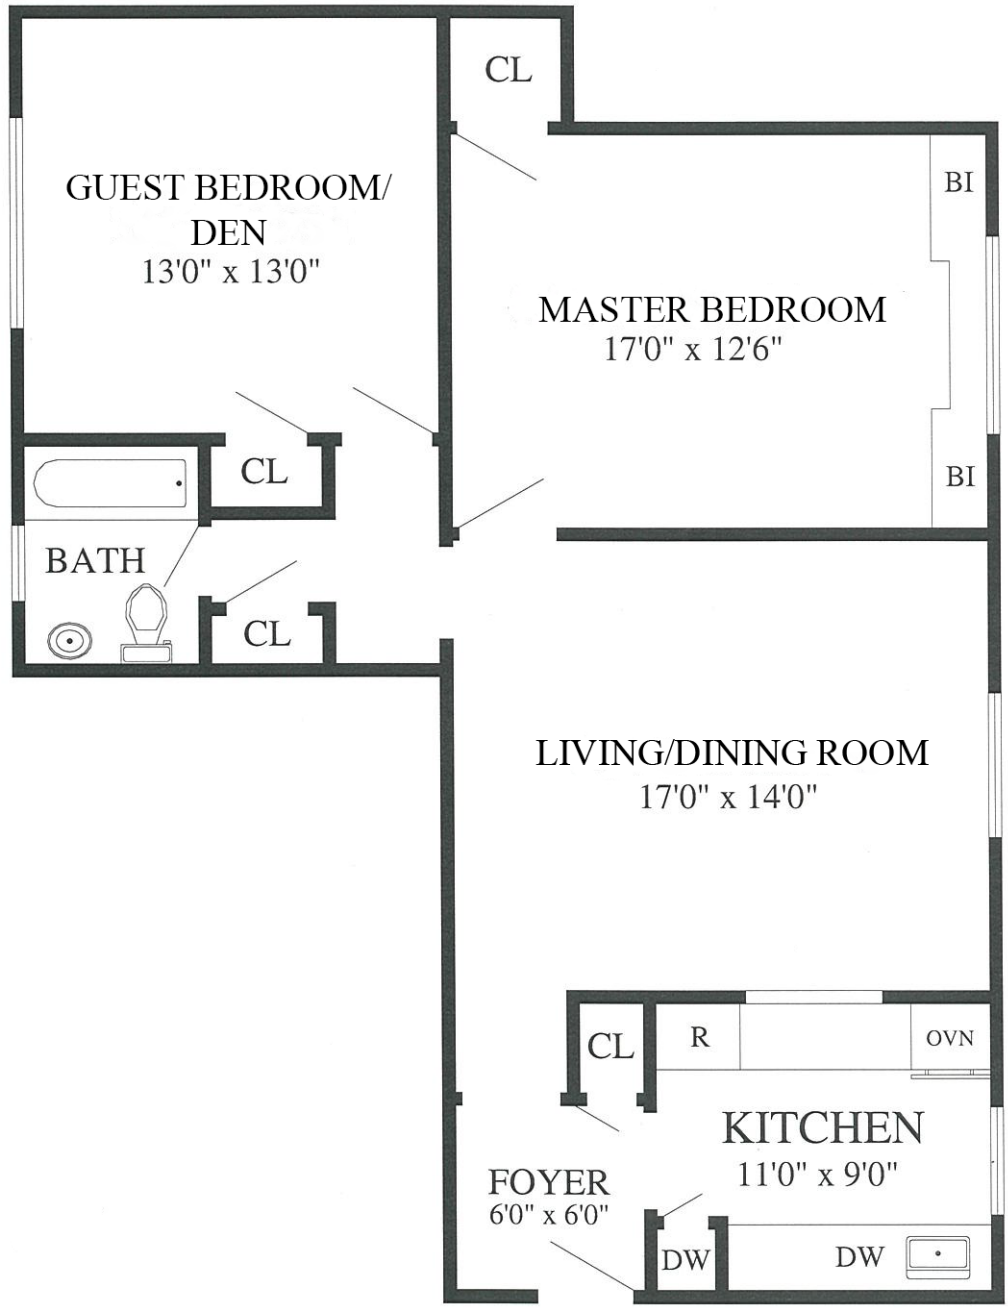 CL
GUEST BEDROOM/
DEN
13'0" x 13'0"
BI
MASTER BEDROOM
17'0" x 12'6"
CL
BI
BATH
CL
LIVING/DINING ROOM
17'0" x 14'0"
CL
R
OVN
KITCHEN
11'0" x 9'0"
FOYER
6'0" x 6'0"
DW
DW